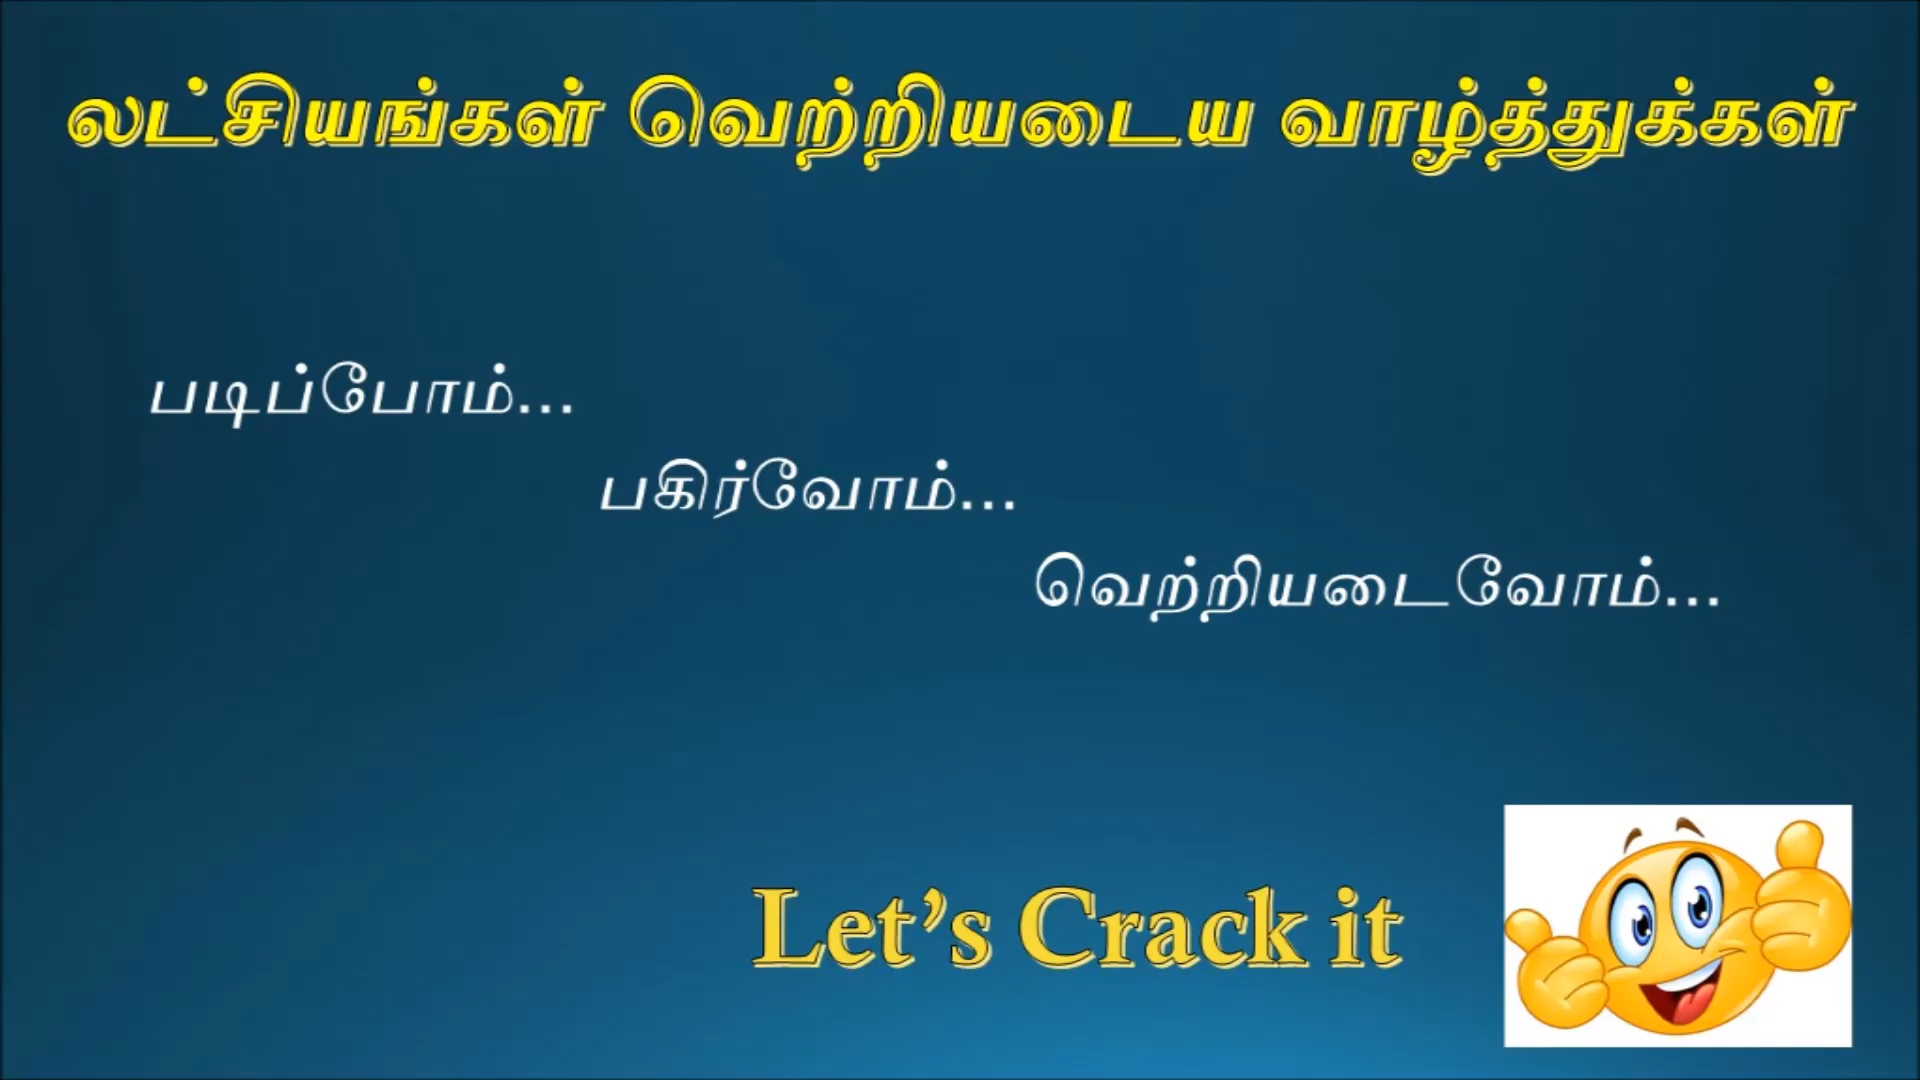 லட்சியங்கள் வெற்றியடைய வாழ்த்துக்கள்
படிப்போம்...
பகிர்வோம்...
வெற்றியடைவோம்...
Let’s Crack it